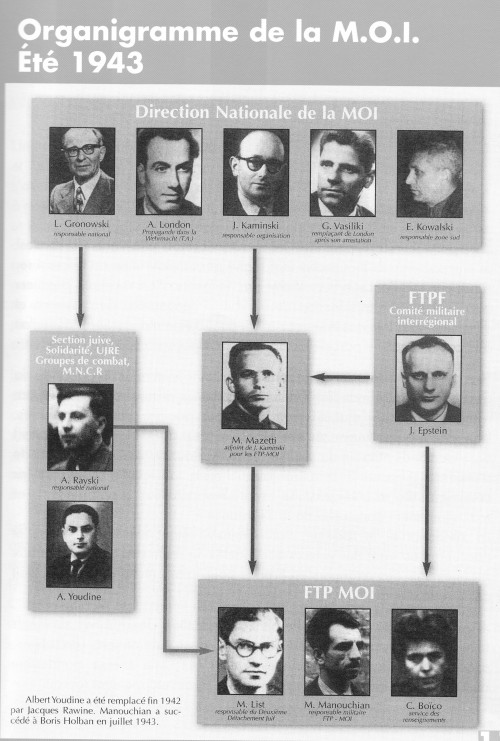 Organigramme de la M.O.I.
Été 1943
Direction Nationale de la MOI
L. Gronowski
responsable national
A. London
Propagande dans la
Wehrmacht (T.A.)
J. Kaminski
responsable organisation
G. Vasiliki
remplaçant de London
après son arrestation
E. Kowalski
responsable zone sud
FTPF
Comité militaire
interrégional
J. Epstein
Section juive,
Solidarité, UJRE
Groupes de combat,
M.N.C.R
A. Rayski
responsable national
A. Youdine
M. Mazetti
adjoint de J. Kaminski
pour les FTP-MOI
FTP MOI
M. List
responsable du Deuxième
Détachement Juif
M. Manouchian
responsable militaire
FTP - MOI
C. Boïco
service des
renseignements
Albert Youdine a été remplacé fin 1942
par Jacques Rawine. Manouchian a suc-
cédé à Boris Holban en juillet 1943.